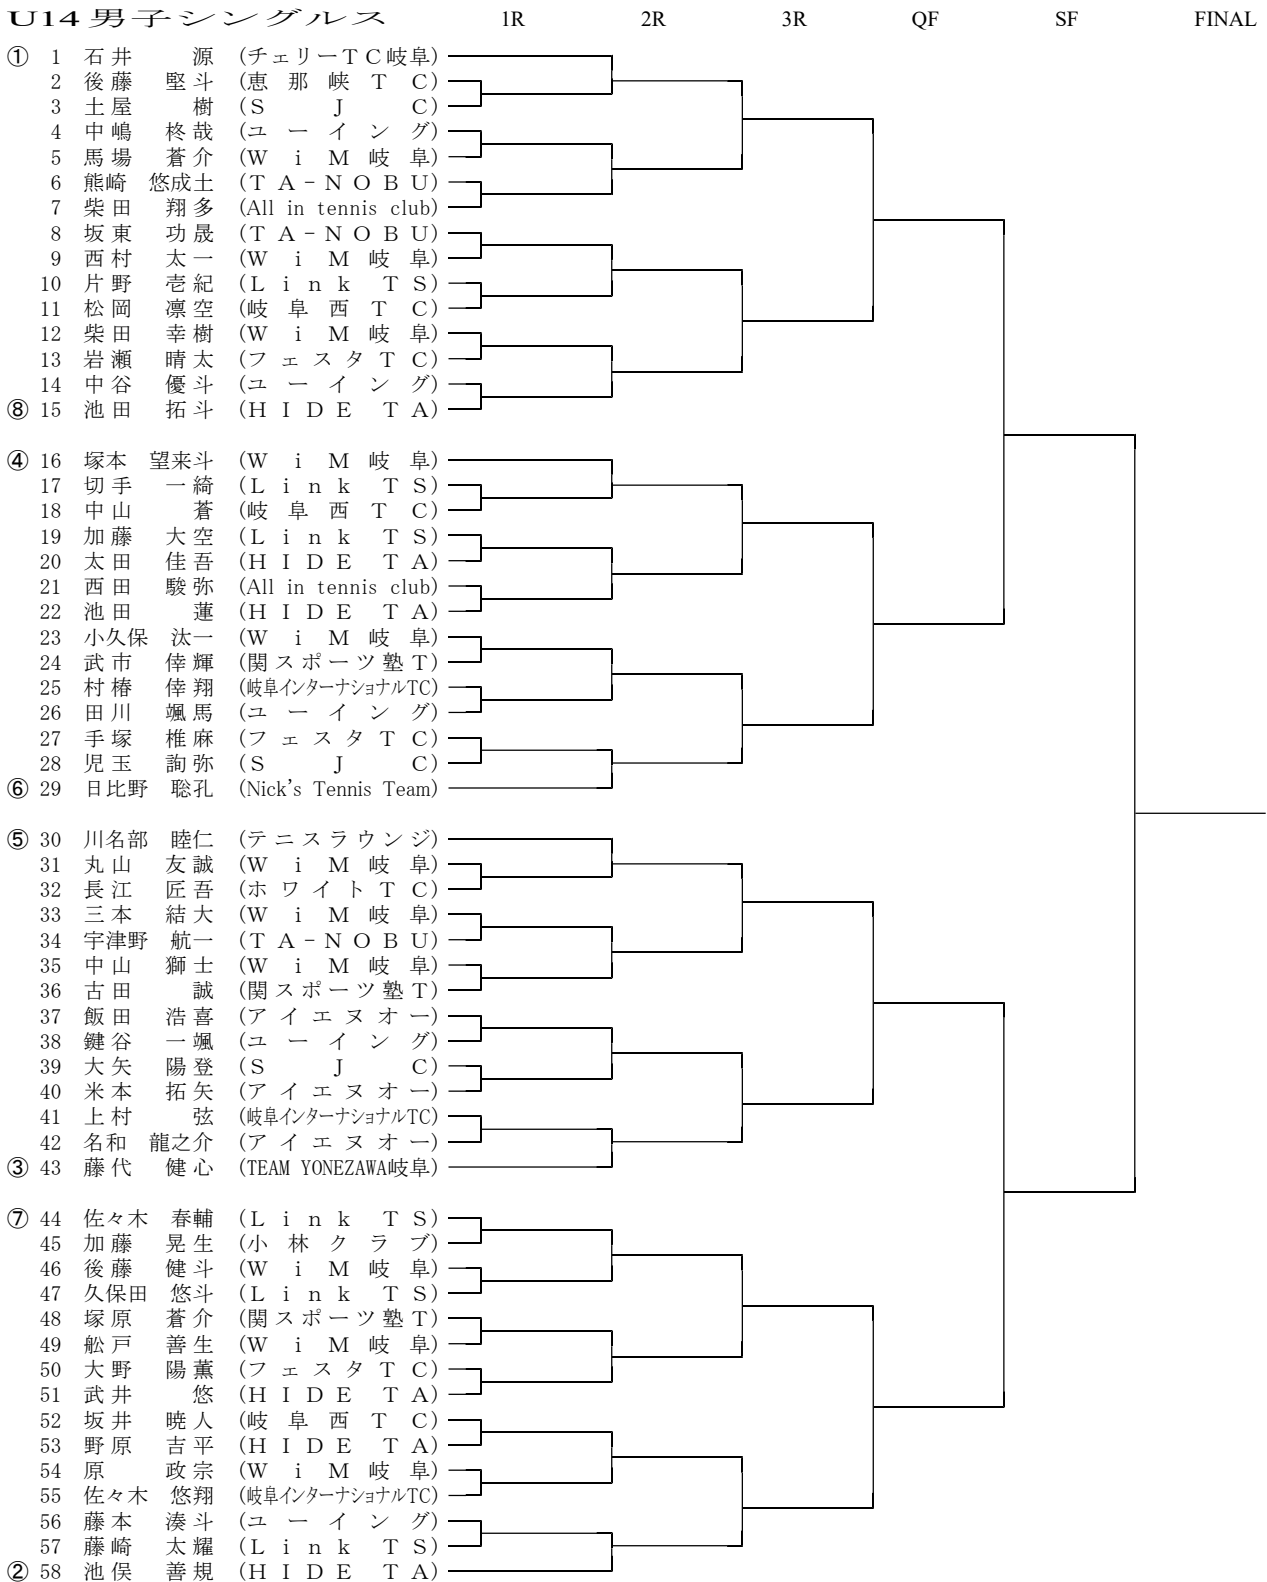 U14男子シングルス 1R 2R 3R QF SF FINAL
① 1 石井 源 (チェリーTC岐阜)
2 後藤 堅斗 (恵那峡TC)
3 土屋 樹 (SJC)
4 中嶋 柊哉 (ユーイング)
5 馬場 蒼介 (WiM岐阜)
6 熊崎 悠成土 (TA-NOBU)
7 柴田 翔多 (All in tennis club)
8 坂東 功晟 (TA-NOBU)
9 西村 太一 (WiM岐阜)
10 片野 壱紀 (Link TS)
11 松岡 凛空 (岐阜西TC)
12 柴田 幸樹 (WiM岐阜)
13 岩瀬 晴太 (フェスタTC)
14 中谷 優斗 (ユーイング)
⑧ 15 池田 拓斗 (HIDE TA)
④ 16 塚本 望来斗 (WiM岐阜)
17 切手 一綺 (Link TS)
18 中山 蒼 (岐阜西TC)
19 加藤 大空 (Link TS)
20 太田 佳吾 (HIDE TA)
21 西田 駿弥 (All in tennis club)
22 池田 蓮 (HIDE TA)
23 小久保 汰一 (WiM岐阜)
24 武市 倖輝 (関スポーツ塾T)
25 村椿 倖翔 (岐阜インターナショナルTC)
26 田川 颯馬 (ユーイング)
27 手塚 椎麻 (フェスタTC)
28 児玉 詢弥 (SJC)
⑥ 29 日比野 聡孔 (Nick's Tennis Team)
⑤ 30 川名部 睦仁 (テニスラウンジ)
31 丸山 友誠 (WiM岐阜)
32 長江 匠吾 (ホワイトTC)
33 三本 結大 (WiM岐阜)
34 宇津野 航一 (TA-NOBU)
35 中山 獅士 (WiM岐阜)
36 古田 誠 (関スポーツ塾T)
37 飯田 浩喜 (アイエヌオー)
38 鍵谷 一颯 (ユーイング)
39 大矢 陽登 (SJC)
40 米本 拓矢 (アイエヌオー)
41 上村 弦 (岐阜インターナショナルTC)
42 名和 龍之介 (アイエヌオー)
③ 43 藤代 健心 (TEAM YONEZAWA岐阜)
⑦ 44 佐々木 春輔 (Link TS)
45 加藤 晃生 (小林クラブ)
46 後藤 健斗 (WiM岐阜)
47 久保田 悠斗 (Link TS)
48 塚原 蒼介 (関スポーツ塾T)
49 舩戸 善生 (WiM岐阜)
50 大野 陽薫 (フェスタTC)
51 武井 悠 (HIDE TA)
52 坂井 暁人 (岐阜西TC)
53 野原 吉平 (HIDE TA)
54 原 政宗 (WiM岐阜)
55 佐々木 悠翔 (岐阜インターナショナルTC)
56 藤本 湊斗 (ユーイング)
57 藤崎 太耀 (Link TS)
② 58 池俣 善規 (HIDE TA)